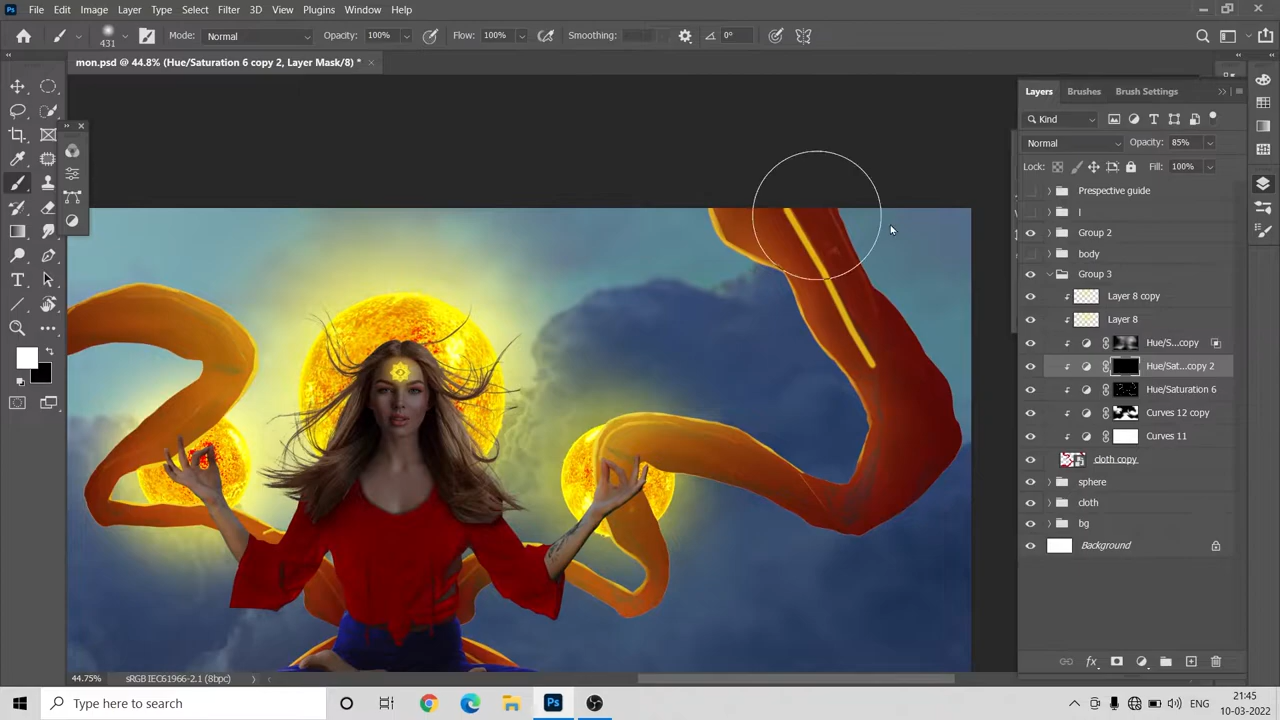 Ps File Edit Image Layer Type Select Filter 3D View Plugins Window Help
431 Mode: Normal Opacity: 100% Flow: 100% Smoothing: 0°
mon.psd @ 44.8% (Hue/Saturation 6 copy 2, Layer Mask/8) * ×
Layers Brushes Brush Settings
Kind
Normal Opacity: 85%
Lock: Fill: 100%
Prespective guide
l
Group 2
body
Group 3
Layer 8 copy
Layer 8
Hue/S...copy
Hue/Sat...copy 2
Hue/Saturation 6
Curves 12 copy
Curves 11
cloth copy
sphere
cloth
bg
Background
fx
44.75% sRGB IEC61966-2.1 (8bpc)
Type here to search
Ps
ENG
21:45
10-03-2022